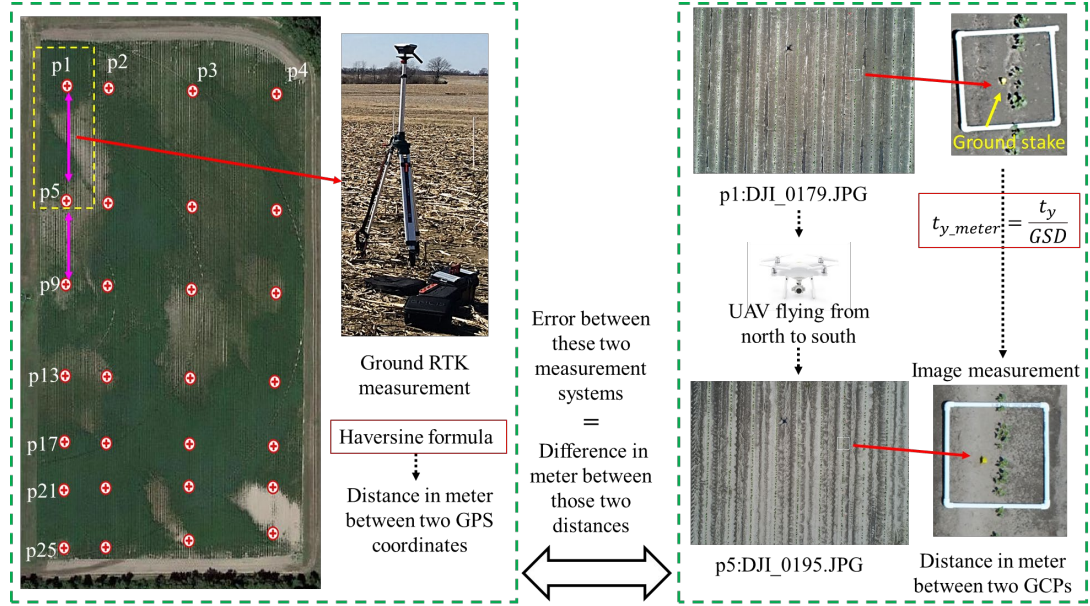 p1
p2
p3
p4
p5
p9
p13
p17
p21
p25
Ground RTK
measurement
Haversine formula
Distance in meter
between two GPS
coordinates
Error between
these two
measurement
systems
=
Difference in
meter between
those two
distances
Ground stake
p1:DJI_0179.JPG
t_{y_meter} = t_y / GSD
UAV flying from
north to south
Image measurement
p5:DJI_0195.JPG
Distance in meter
between two GCPs